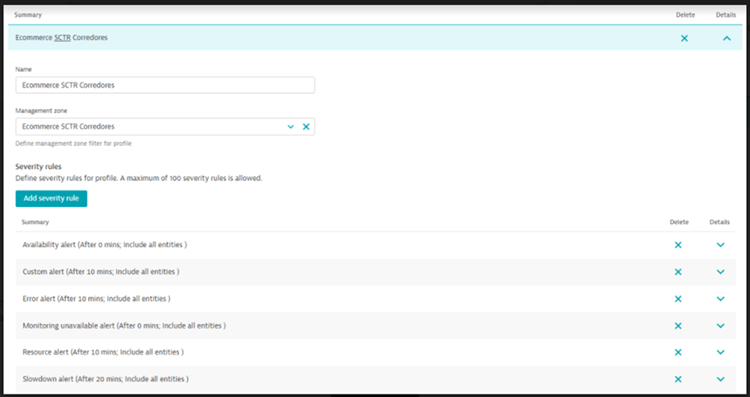 Summary Delete Details
Ecommerce SCTR Corredores
Name
Ecommerce SCTR Corredores
Management zone
Ecommerce SCTR Corredores
Define management zone filter for profile
Severity rules
Define severity rules for profile. A maximum of 100 severity rules is allowed.
Add severity rule
Summary Delete Details
Availability alert (After 0 mins; Include all entities )
Custom alert (After 10 mins; Include all entities )
Error alert (After 10 mins; Include all entities )
Monitoring unavailable alert (After 0 mins; Include all entities )
Resource alert (After 10 mins; Include all entities )
Slowdown alert (After 20 mins; Include all entities )